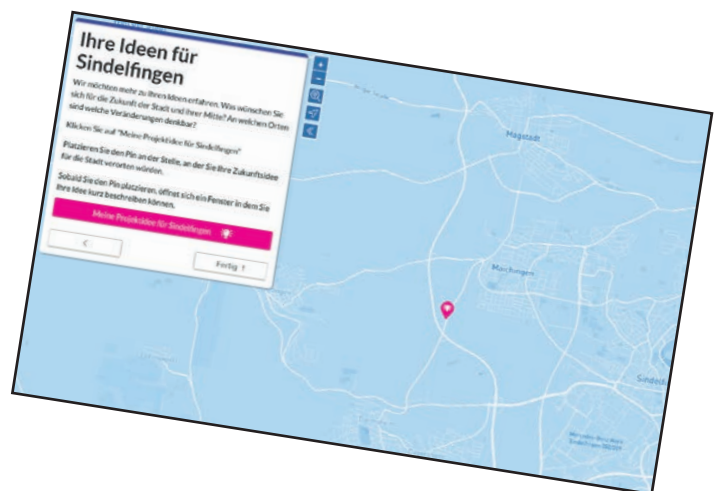 Ihre Ideen für
Sindelfingen
Wir möchten mehr zu Ihren Ideen erfahren. Was wünschen Sie
sich für die Zukunft der Stadt und ihrer Mitte? An welchen Orten
sind welche Veränderungen denkbar?
Klicken Sie auf "Meine Projektidee für Sindelfingen"
Platzieren Sie den Pin an der Stelle, an der Sie Ihre Zukunftsidee
für die Stadt verorten würden.
Sobald Sie den Pin platzieren, öffnet sich ein Fenster in dem Sie
Ihre Idee kurz beschreiben können.
Meine Projektidee für Sindelfingen
Fertig
Magstadt
Maichingen